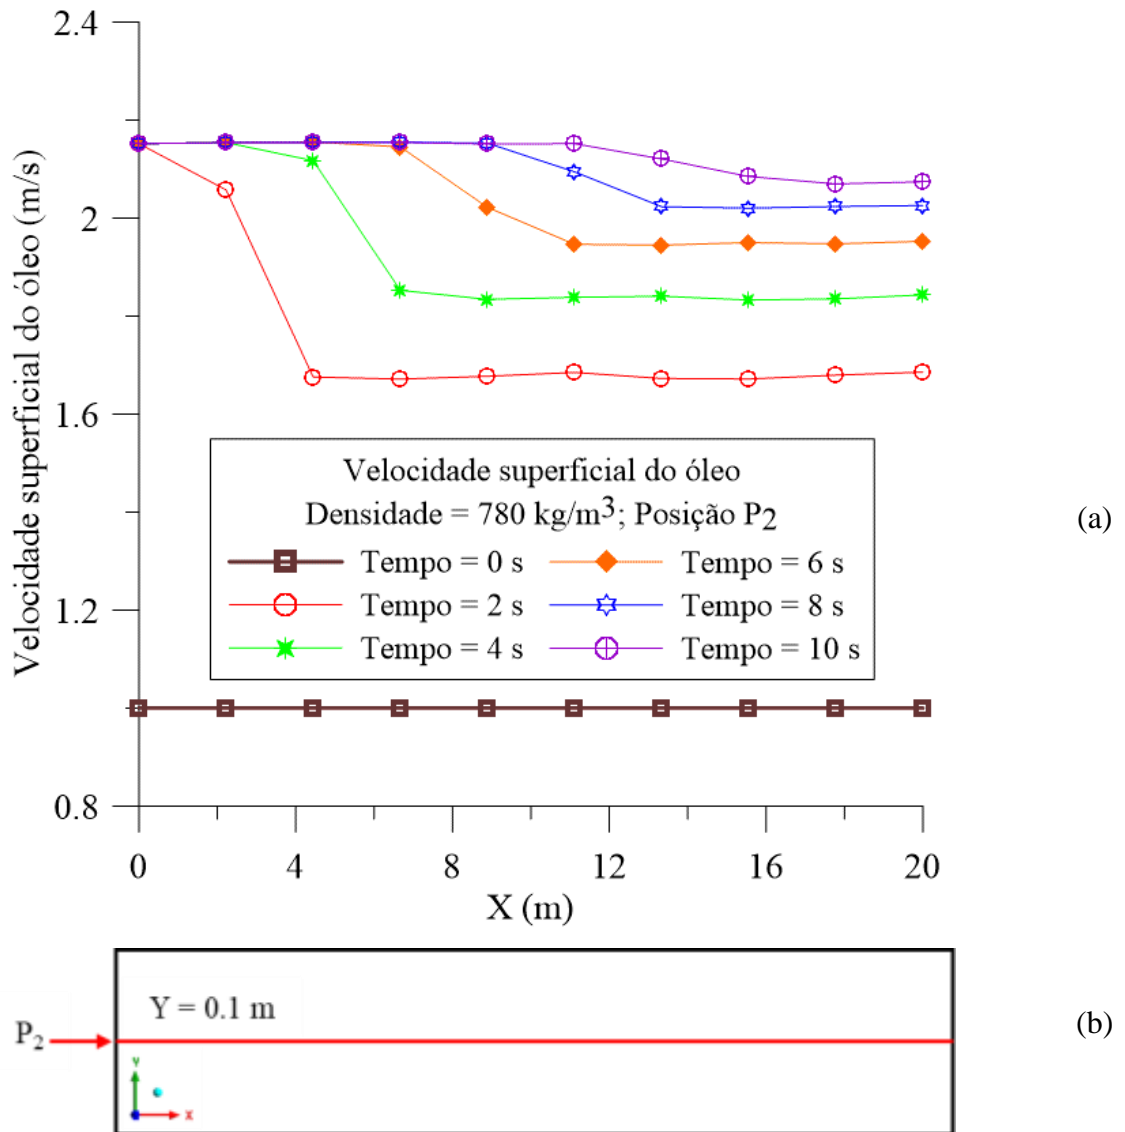 2.4
2
1.6
1.2
0.8
Velocidade superficial do óleo (m/s)
Velocidade superficial do óleo
Densidade = 780 kg/m³; Posição P₂
Tempo = 0 s
Tempo = 6 s
Tempo = 2 s
Tempo = 8 s
Tempo = 4 s
Tempo = 10 s
(a)
0 4 8 12 16 20
X (m)
Y = 0.1 m
P₂
(b)
Y
X